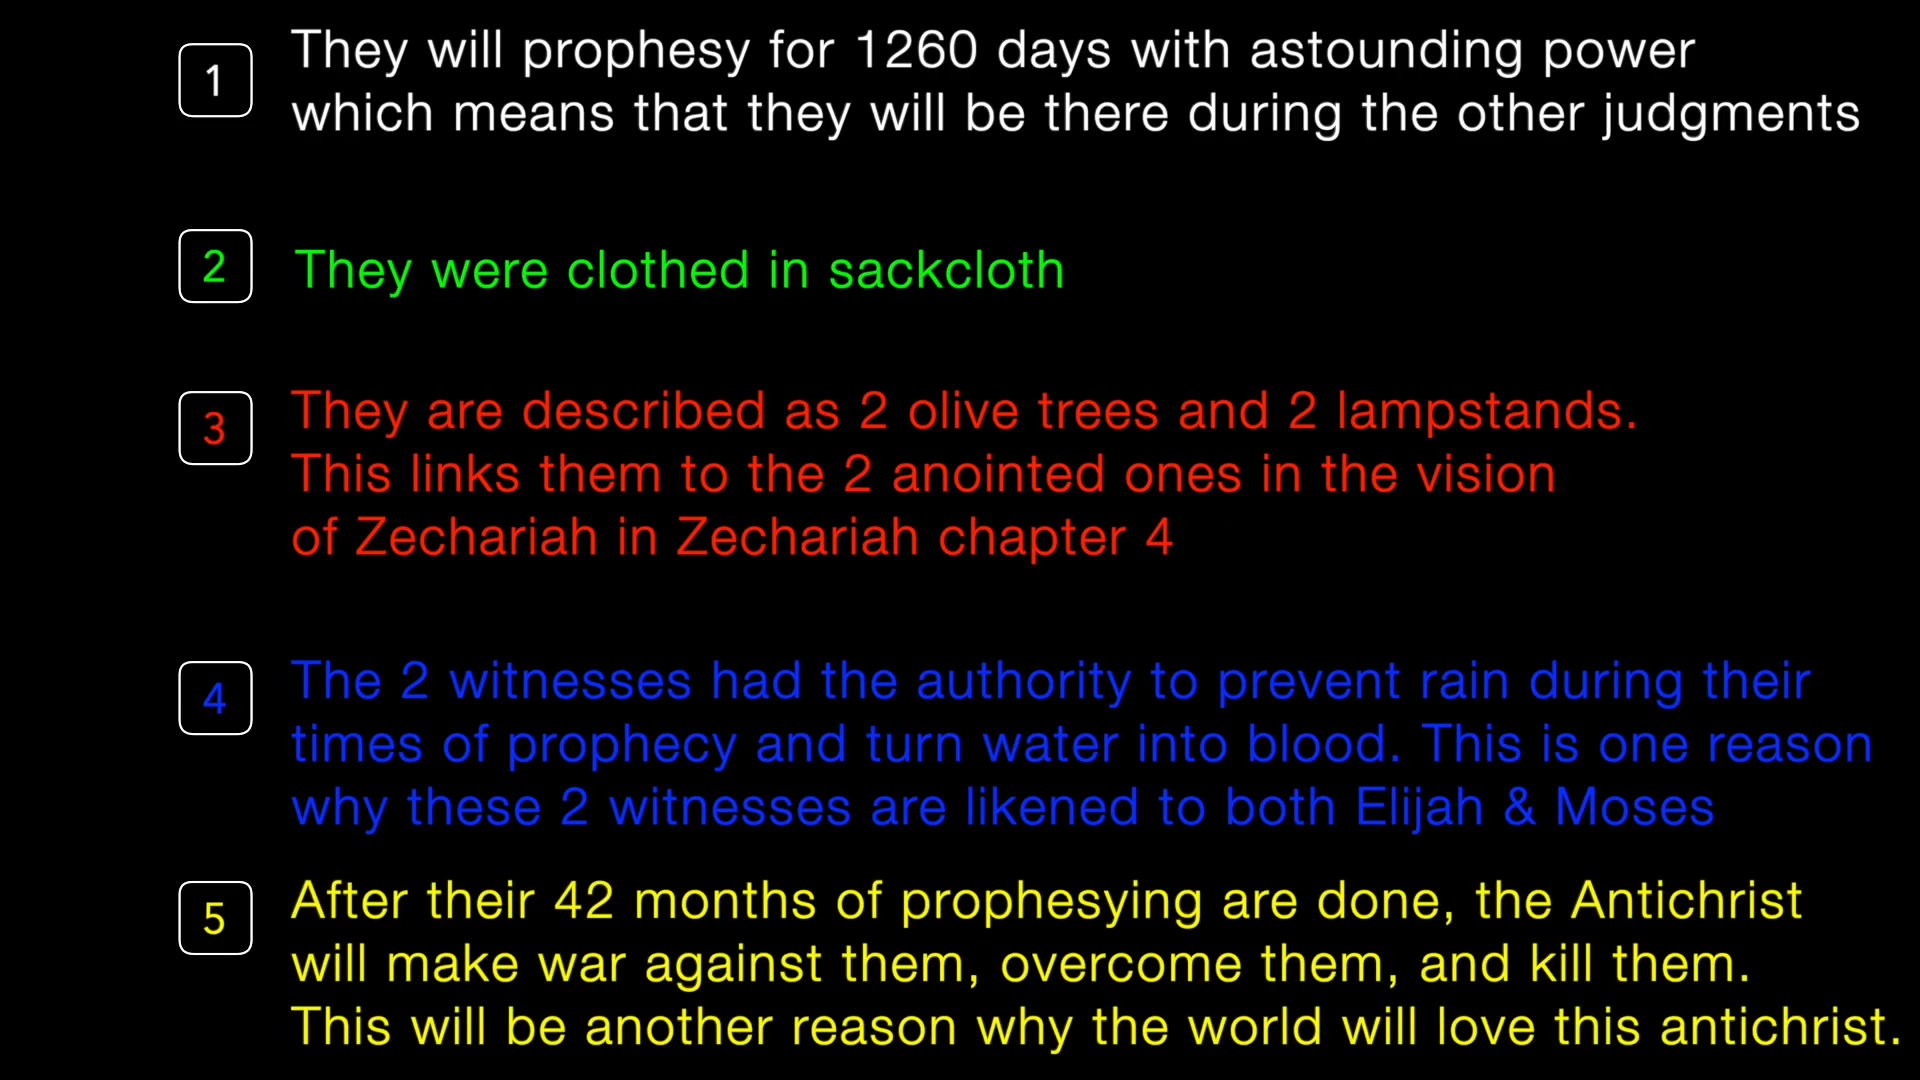 1
They will prophesy for 1260 days with astounding power
which means that they will be there during the other judgments
2
They were clothed in sackcloth
3
They are described as 2 olive trees and 2 lampstands.
This links them to the 2 anointed ones in the vision
of Zechariah in Zechariah chapter 4
4
The 2 witnesses had the authority to prevent rain during their
times of prophecy and turn water into blood. This is one reason
why these 2 witnesses are likened to both Elijah & Moses
5
After their 42 months of prophesying are done, the Antichrist
will make war against them, overcome them, and kill them.
This will be another reason why the world will love this antichrist.